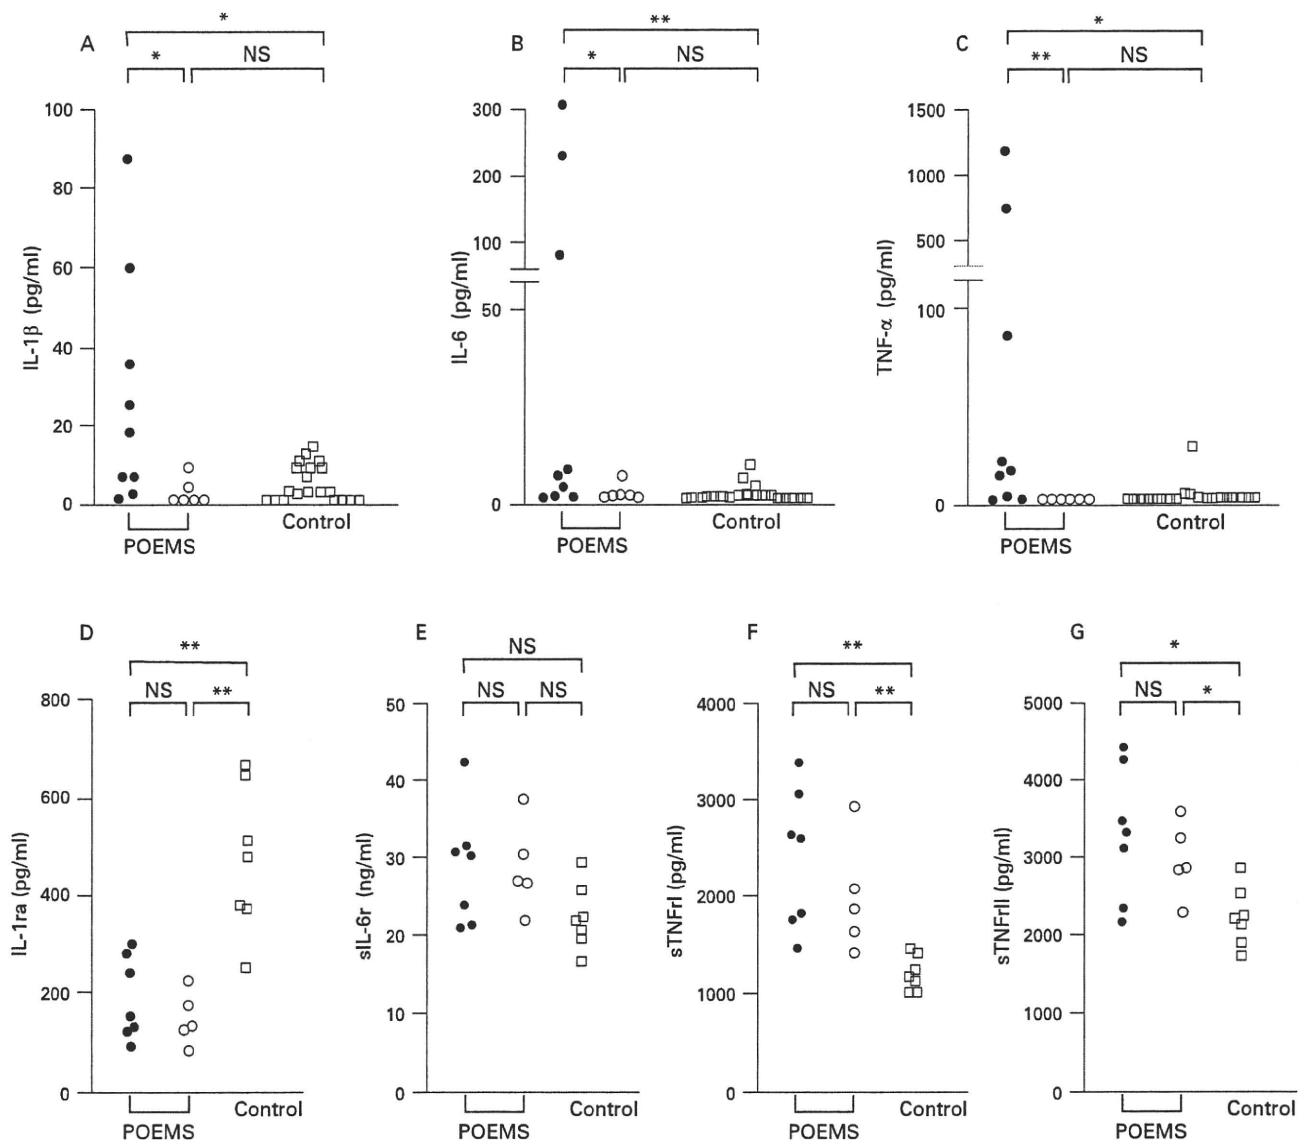 A
*
*
NS
100
80
60
40
20
0
IL-1β (pg/ml)
POEMS
Control
B
**
*
NS
300
200
100
50
0
IL-6 (pg/ml)
POEMS
Control
C
*
**
NS
1500
1000
500
100
0
TNF-α (pg/ml)
POEMS
Control
D
**
NS
**
800
600
400
200
0
IL-1ra (pg/ml)
POEMS
Control
E
NS
NS
NS
50
40
30
20
10
0
sIL-6r (ng/ml)
POEMS
Control
F
**
NS
**
4000
3000
2000
1000
0
sTNFrI (pg/ml)
POEMS
Control
G
*
NS
*
5000
4000
3000
2000
1000
0
sTNFrII (pg/ml)
POEMS
Control